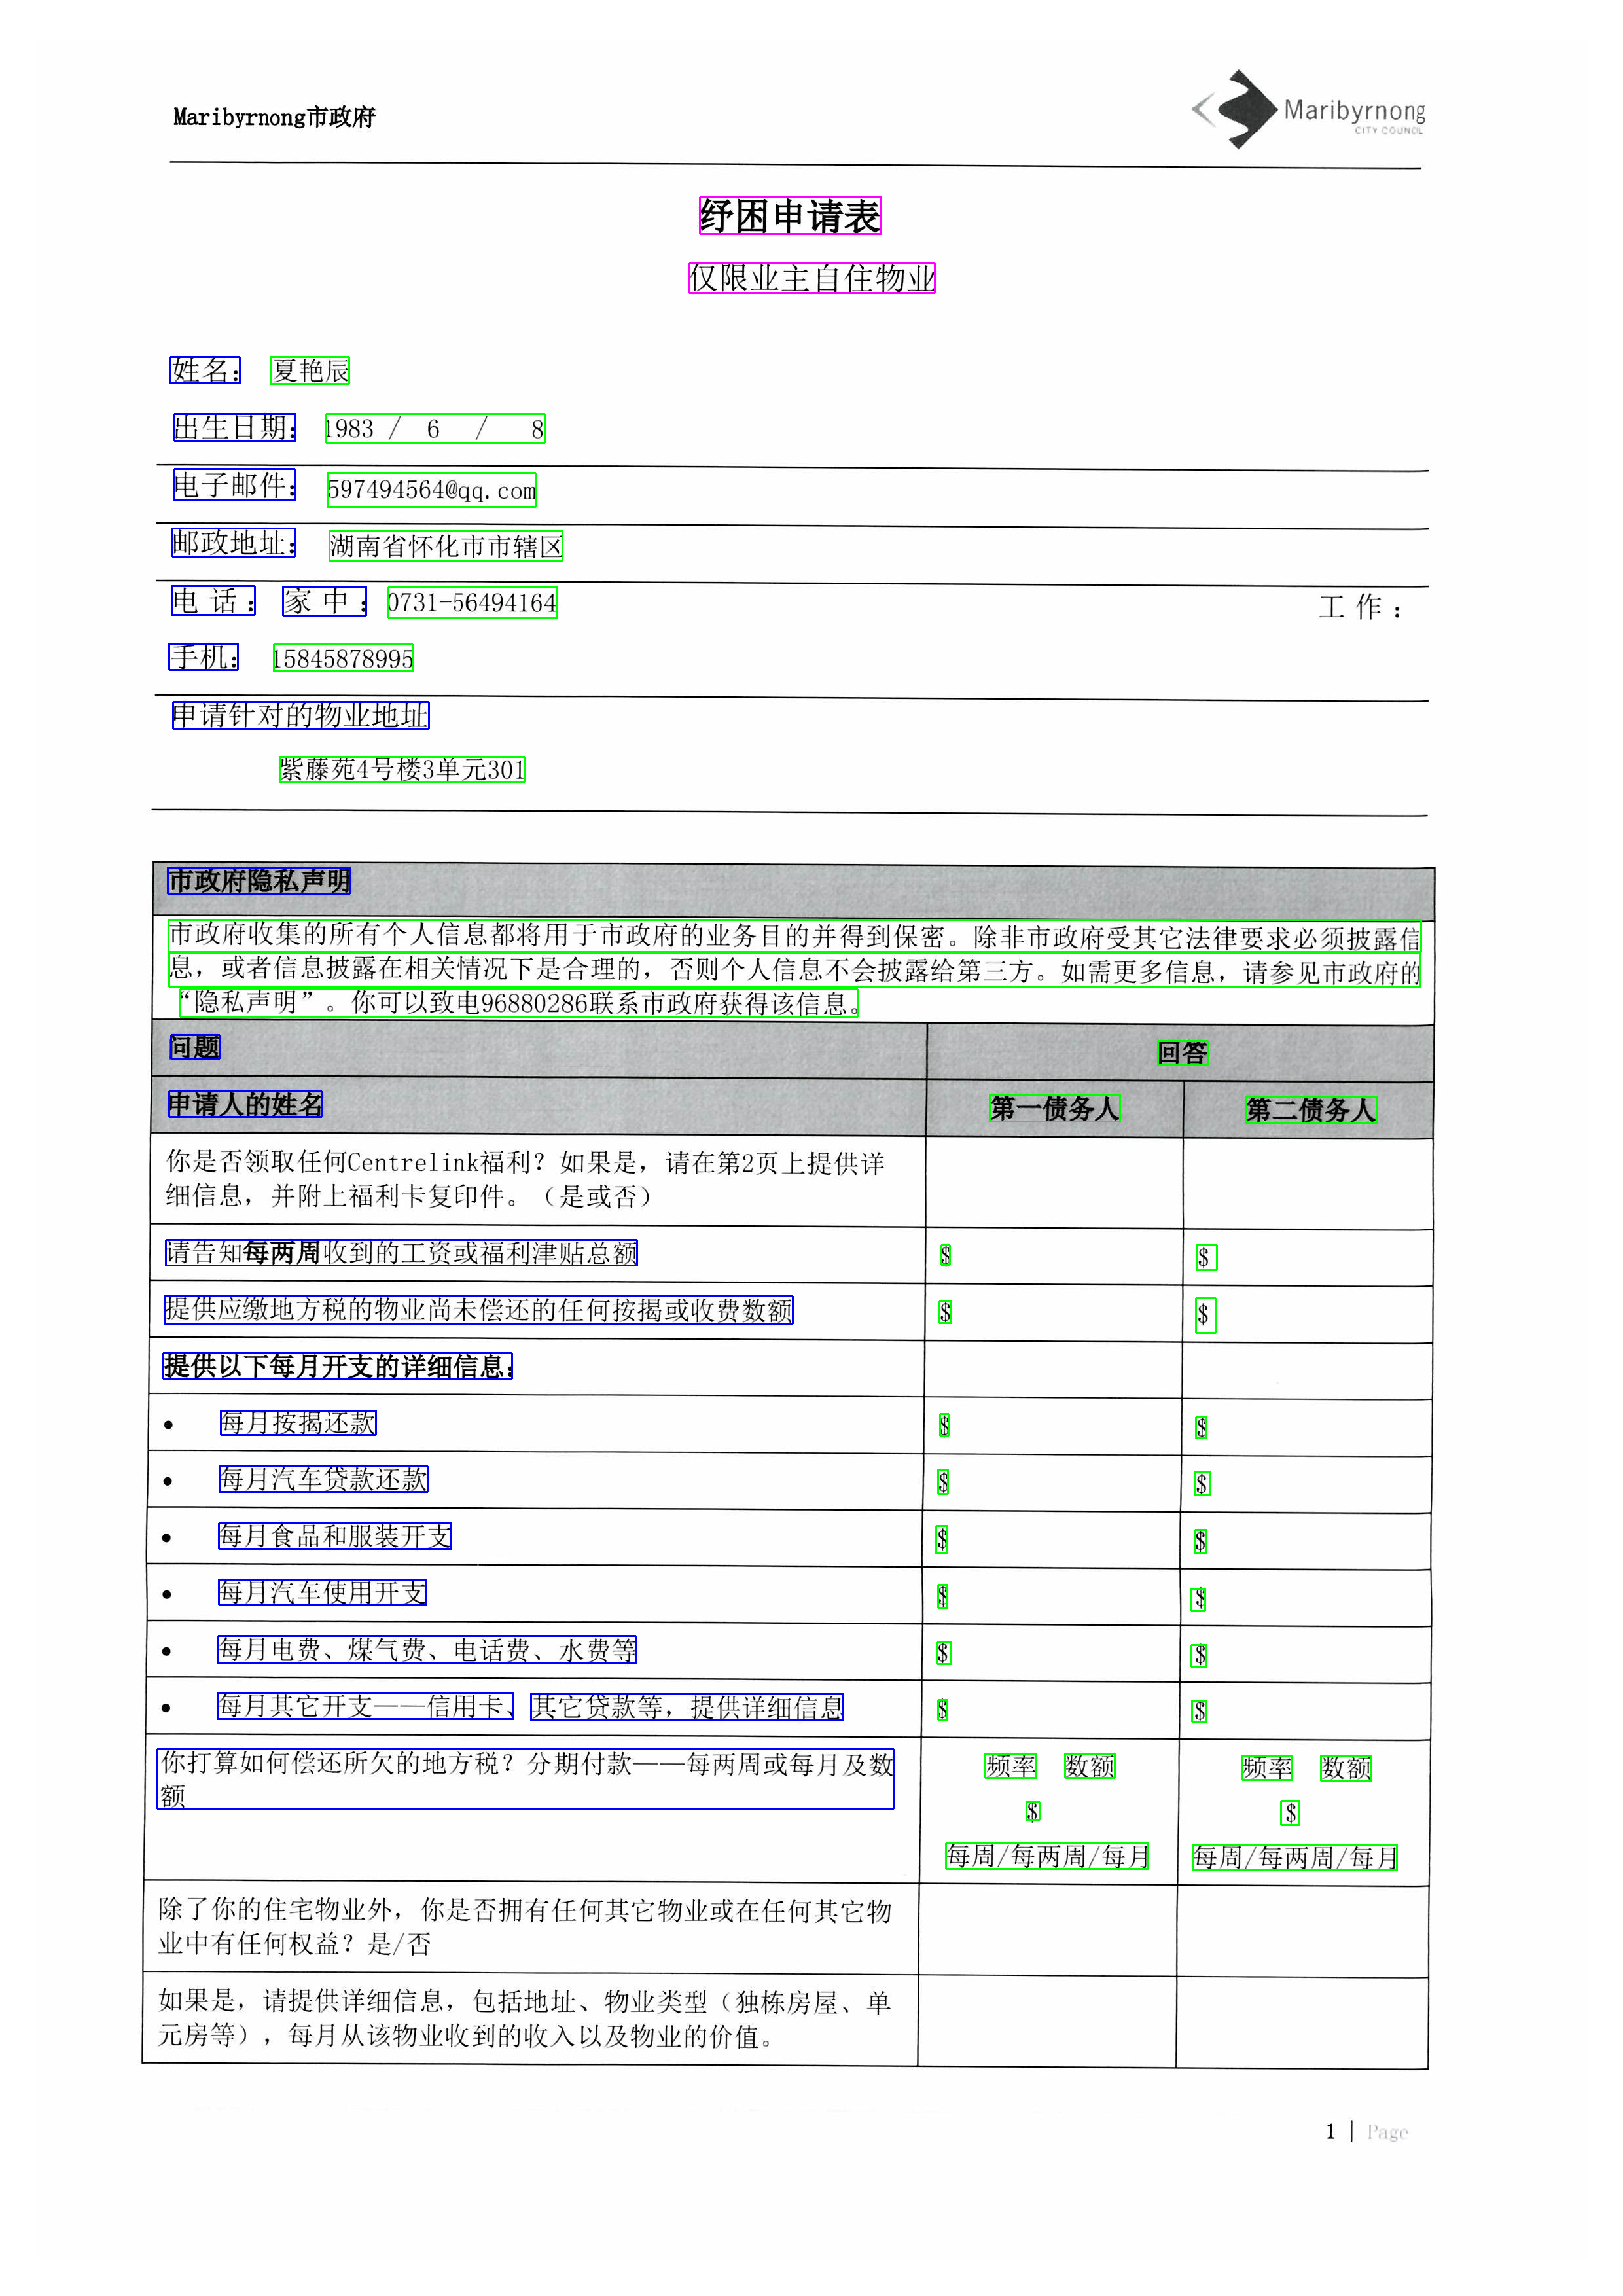 Maribyrnong市政府
Maribyrnong
CITY COUNCIL
纾困申请表
仅限业主自住物业
姓名: 夏艳辰
出生日期: 1983 / 6 / 8
电子邮件: 597494564@qq.com
邮政地址: 湖南省怀化市市辖区
电话: 家中: 0731-56494164 工作:
手机: 15845878995
申请针对的物业地址
紫藤苑4号楼3单元301
市政府隐私声明
市政府收集的所有个人信息都将用于市政府的业务目的并得到保密。除非市政府受其它法律要求必须披露信
息，或者信息披露在相关情况下是合理的，否则个人信息不会披露给第三方。如需更多信息，请参见市政府的
“隐私声明”。你可以致电96880286联系市政府获得该信息。
问题 回答
申请人的姓名 第一债务人 第二债务人
你是否领取任何Centrelink福利？如果是，请在第2页上提供详
细信息，并附上福利卡复印件。（是或否）
请告知每两周收到的工资或福利津贴总额 $ $
提供应缴地方税的物业尚未偿还的任何按揭或收费数额 $ $
提供以下每月开支的详细信息:
• 每月按揭还款 $ $
• 每月汽车贷款还款 $ $
• 每月食品和服装开支 $ $
• 每月汽车使用开支 $ $
• 每月电费、煤气费、电话费、水费等 $ $
• 每月其它开支——信用卡、其它贷款等，提供详细信息 $ $
你打算如何偿还所欠的地方税？分期付款——每两周或每月及数
额
频率 数额 频率 数额
$ $
每周/每两周/每月 每周/每两周/每月
除了你的住宅物业外，你是否拥有任何其它物业或在任何其它物
业中有任何权益？是/否
如果是，请提供详细信息，包括地址、物业类型（独栋房屋、单
元房等），每月从该物业收到的收入以及物业的价值。
1 | Page